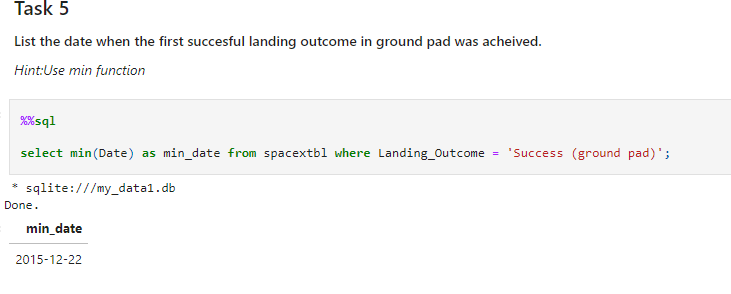 Task 5
List the date when the first succesful landing outcome in ground pad was acheived.
Hint:Use min function
%%sql
select min(Date) as min_date from spacextbl where Landing_Outcome = 'Success (ground pad)';
* sqlite:///my_data1.db
Done.
min_date
2015-12-22